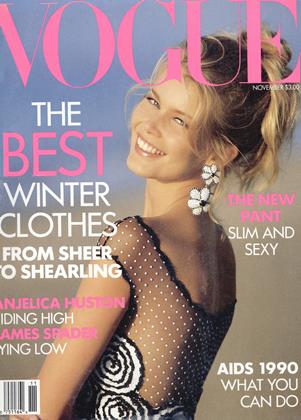 VOGUE
NOVEMBER $3.00
THE
BEST
WINTER
CLOTHES
FROM SHEER
TO SHEARLING
ANJELICA HUSTON
RIDING HIGH
JAMES SPADER
LYING LOW
THE NEW
PANT
SLIM AND
SEXY
AIDS 1990
WHAT YOU
CAN DO
11